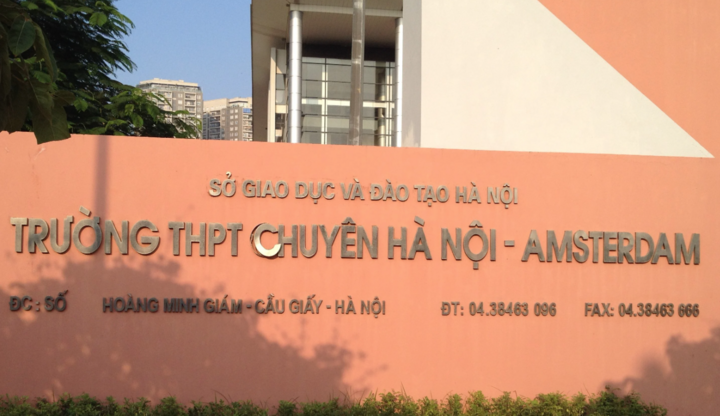 SỞ GIAO DỤC VÀ ĐÀO TẠO HÀ NỘI
TRƯỜNG THPT CHUYÊN HÀ NỘI - AMSTERDAM
ĐC : SỐ HOÀNG MINH GIÁM - CẦU GIẤY - HÀ NỘI ĐT: 04.38463 096 FAX: 04.38463 666